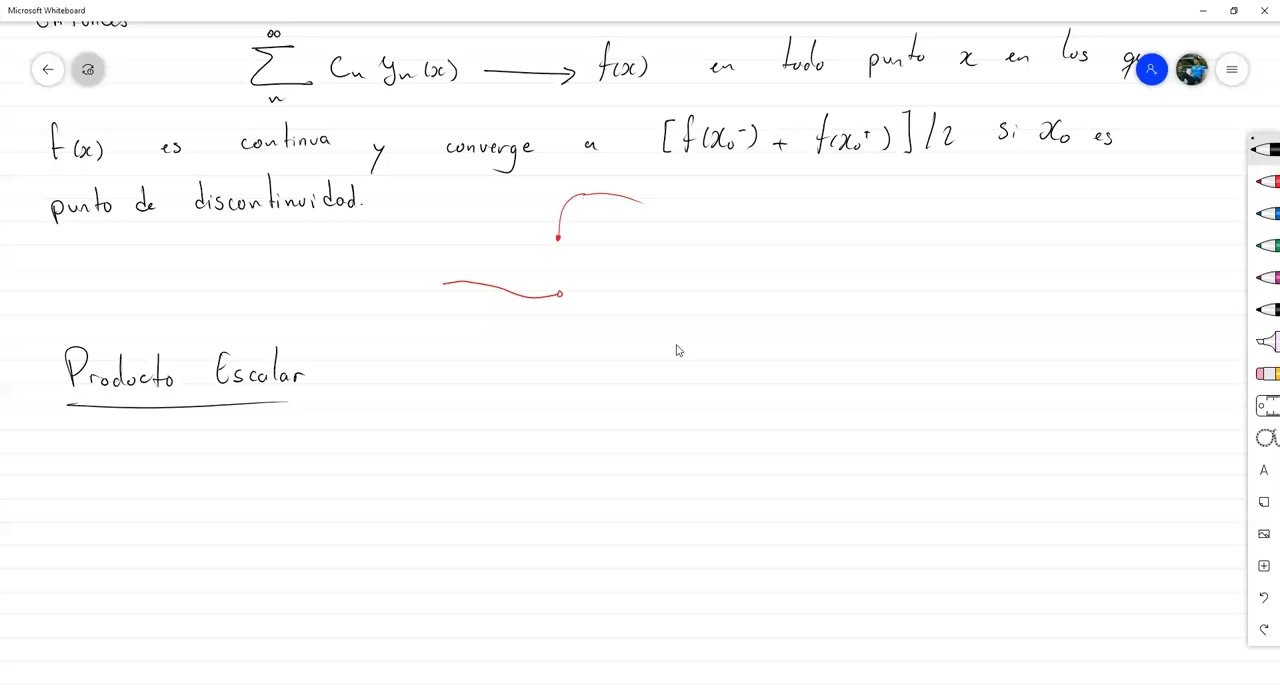 Microsoft Whiteboard
∞
∑ Cn yn(x) ⟶ f(x) en todo punto x en los
n
f(x) es continua y converge a [f(x₀⁻) + f(x₀⁺)]/2 si x₀ es
punto de discontinuidad.
Producto Escalar
A